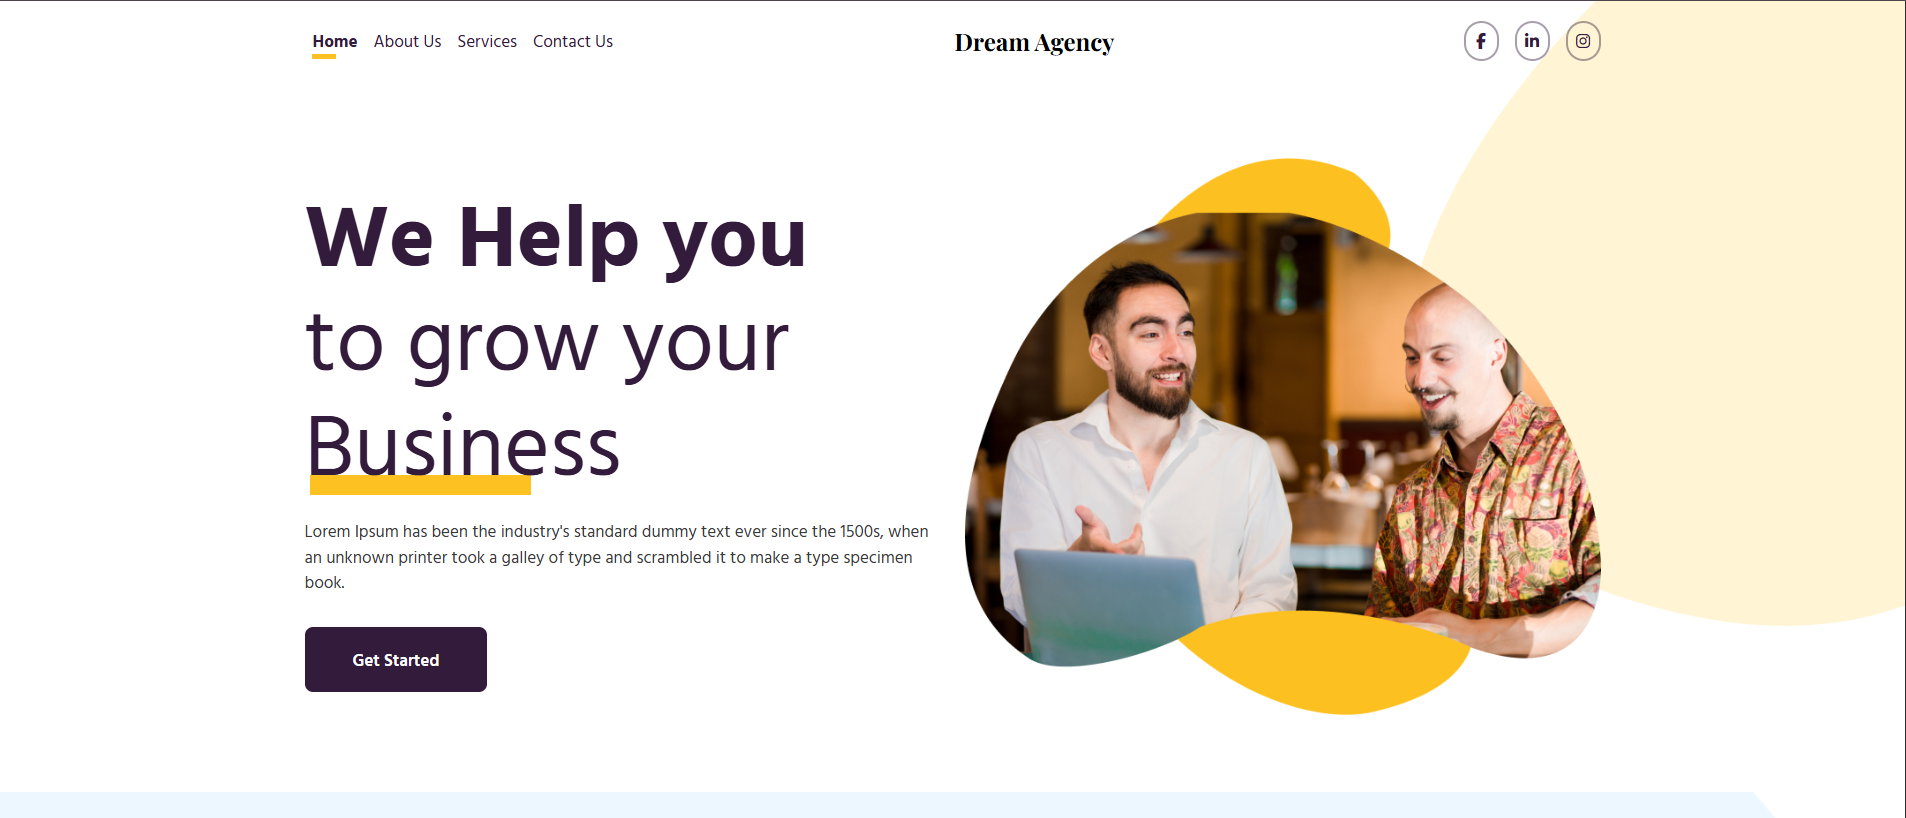 Home About Us Services Contact Us Dream Agency
We Help you
to grow your
Business
Lorem Ipsum has been the industry's standard dummy text ever since the 1500s, when
an unknown printer took a galley of type and scrambled it to make a type specimen
book.
Get Started